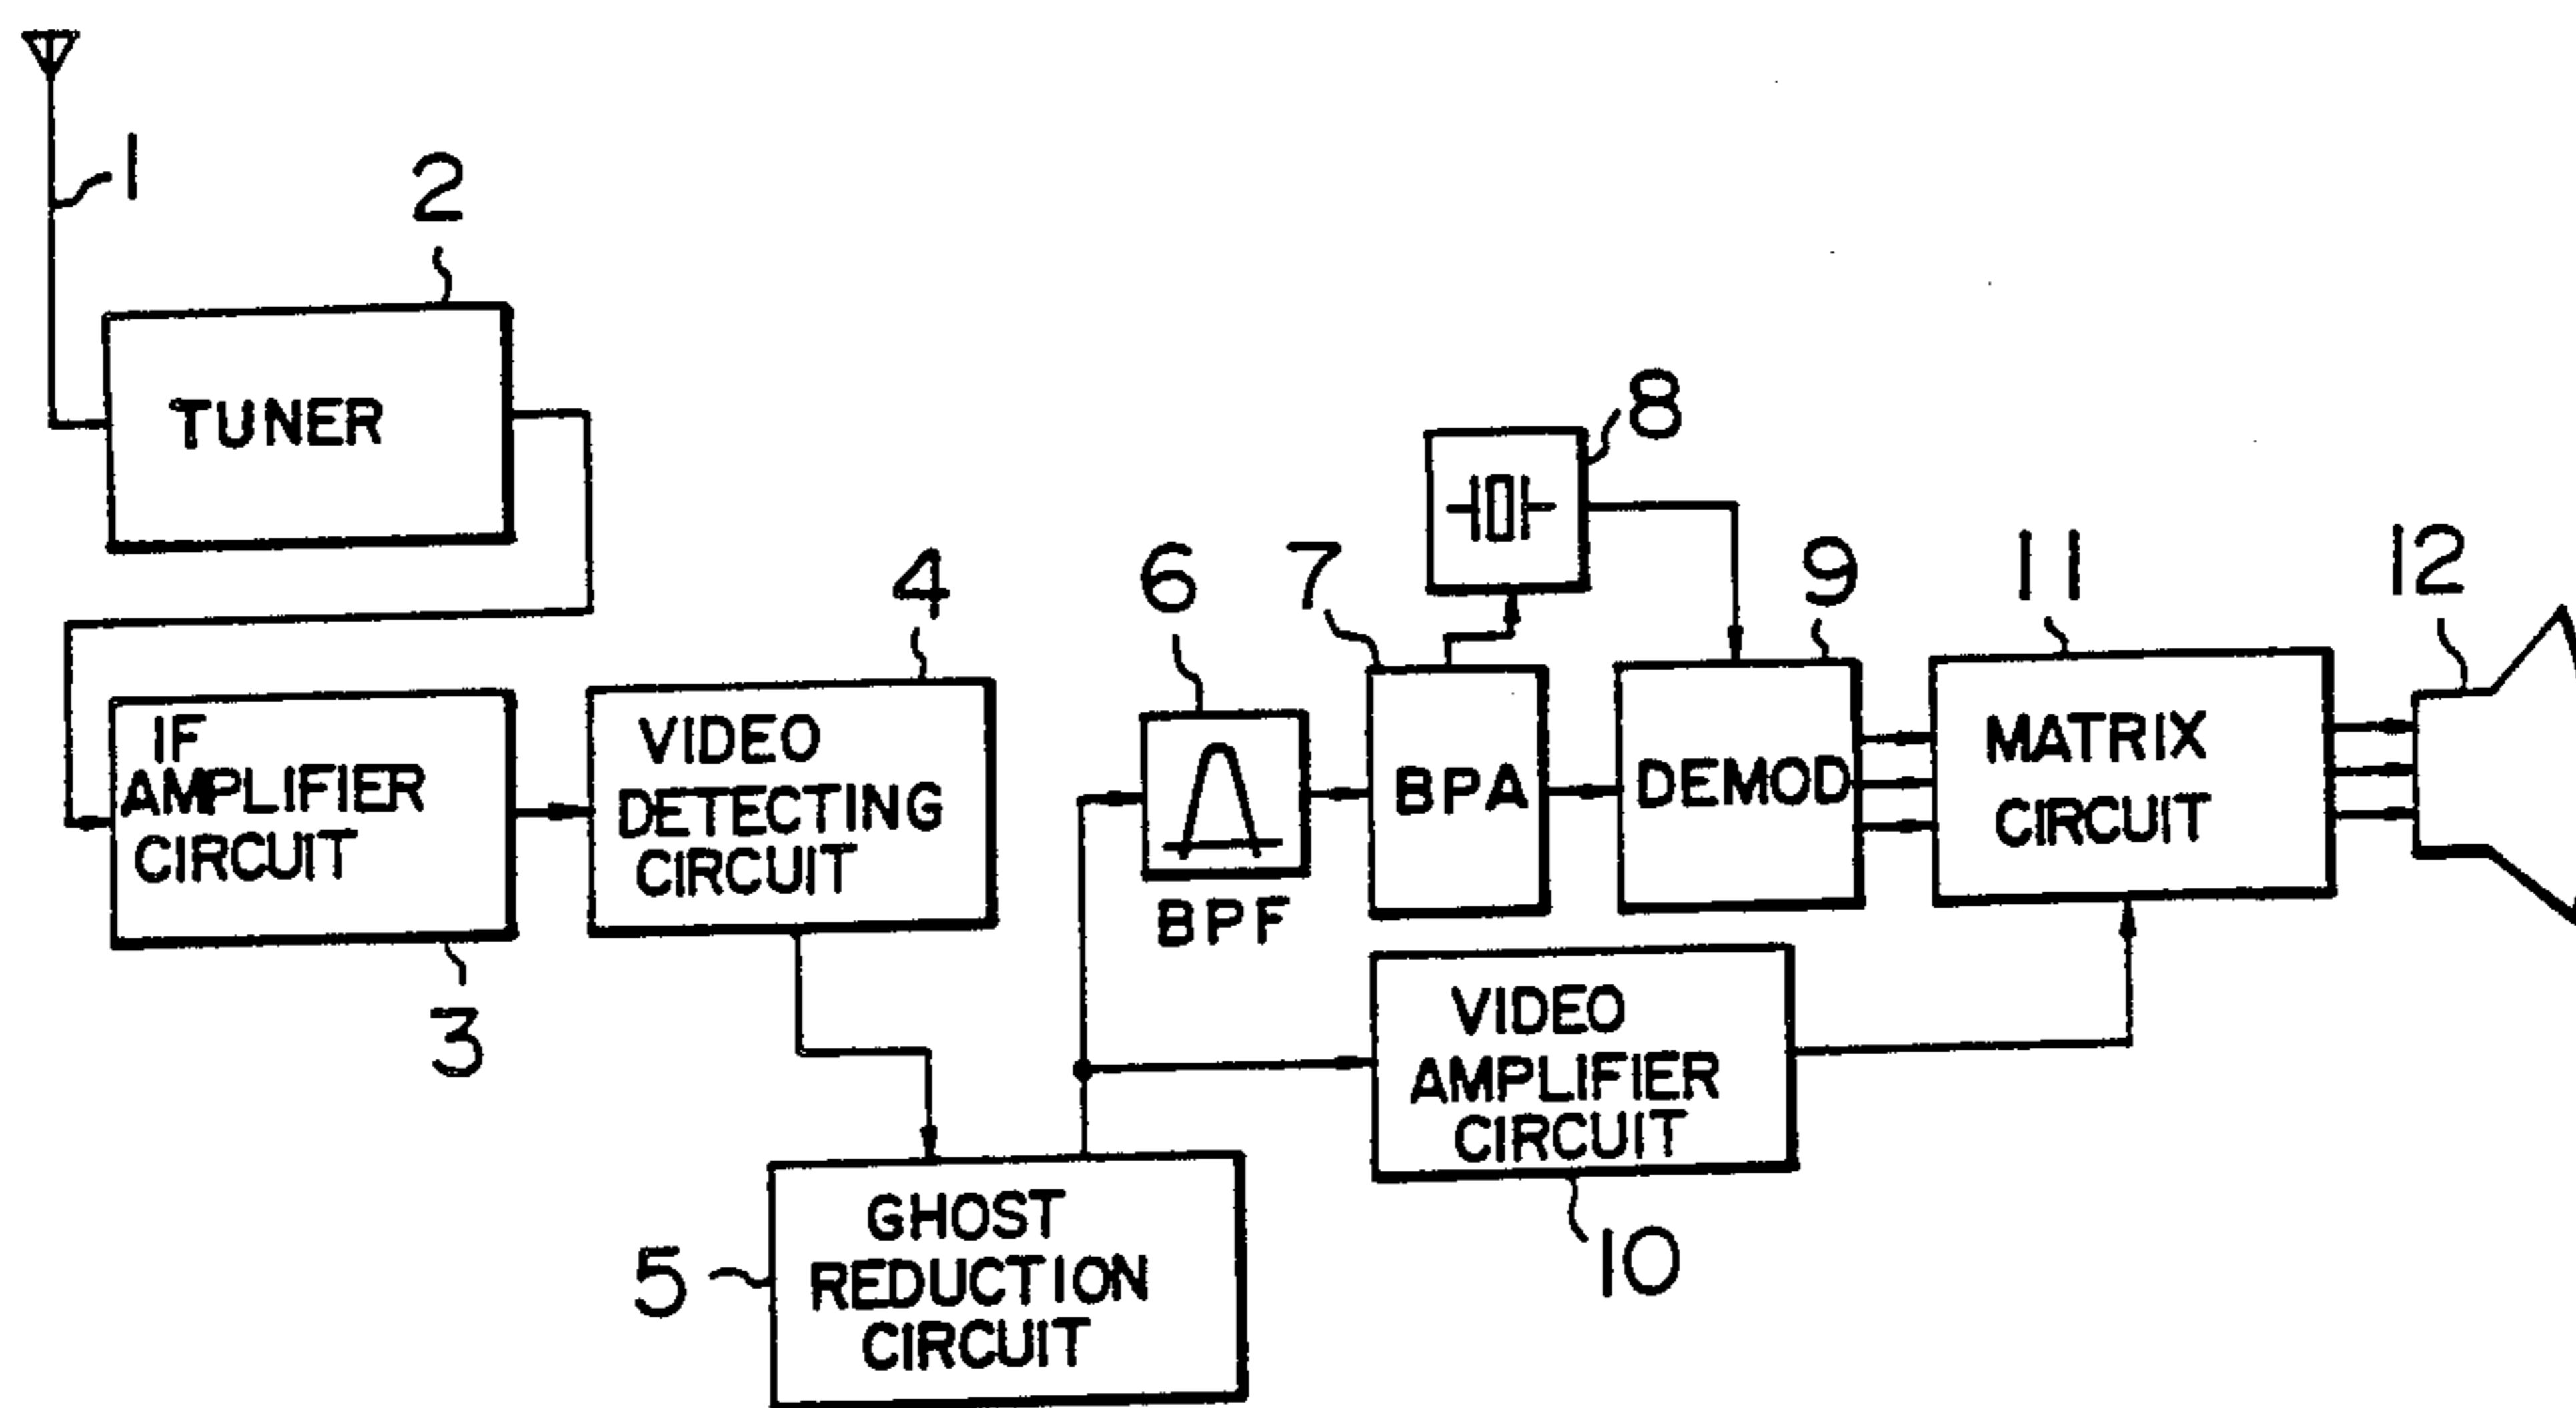 1
2
TUNER
8
4
6
7
9
11
12
IF
AMPLIFIER
CIRCUIT
VIDEO
DETECTING
CIRCUIT
BPF
BPA
DEMOD
MATRIX
CIRCUIT
3
VIDEO
AMPLIFIER
CIRCUIT
10
5
GHOST
REDUCTION
CIRCUIT